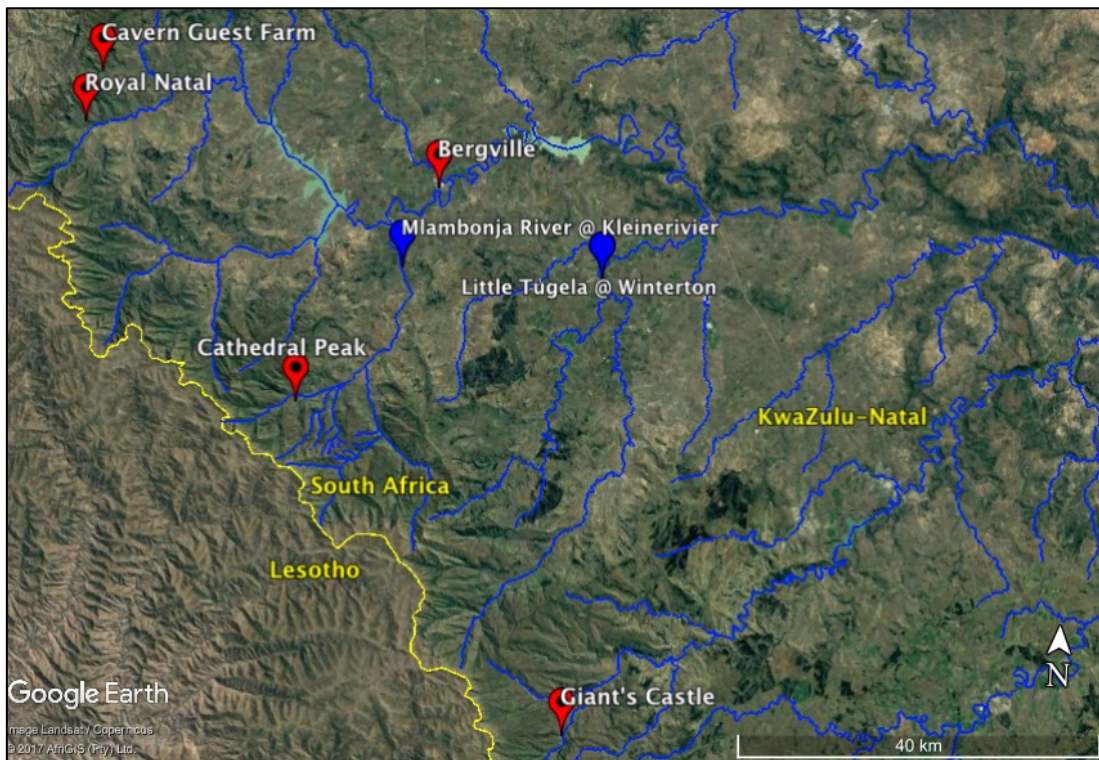 Cavern Guest Farm
Royal Natal
Bergville
Mlambonja River @ Kleinerivier
Little Tugela @ Winterton
Cathedral Peak
KwaZulu-Natal
South Africa
Lesotho
N
Google Earth
Giant's Castle
Image Landsat / Copernicus
© 2017 AfriGIS (Pty) Ltd.
40 km